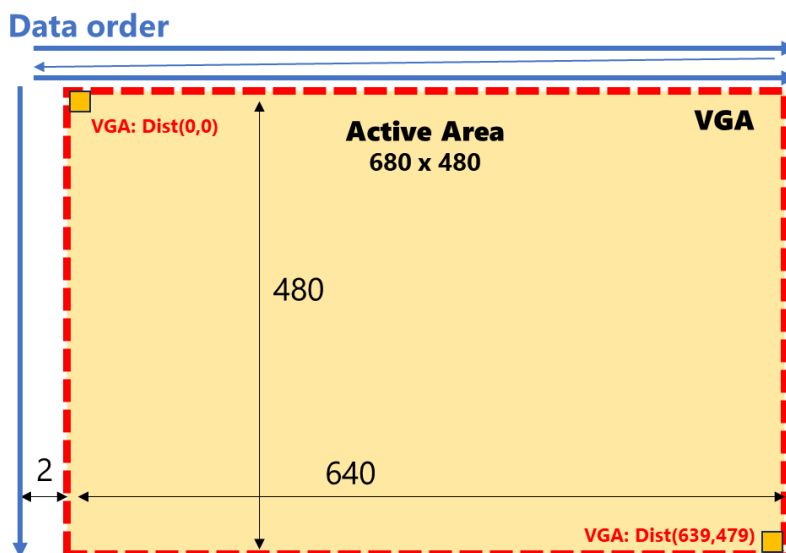 Data order
VGA: Dist(0,0)
Active Area
680 x 480
VGA
480
2
640
VGA: Dist(639,479)